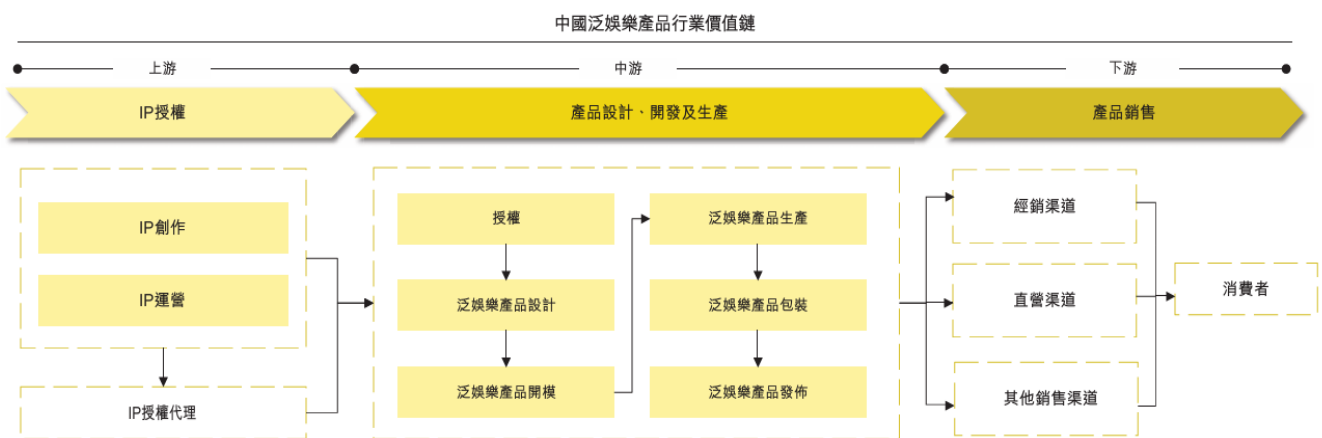 中國泛娛樂產品行業價值鏈
上游
中游
下游
IP授權
產品設計、開發及生產
產品銷售
IP創作
IP運營
IP授權代理
授權
泛娛樂產品設計
泛娛樂產品開模
泛娛樂產品生產
泛娛樂產品包裝
泛娛樂產品發佈
經銷渠道
直營渠道
其他銷售渠道
消費者